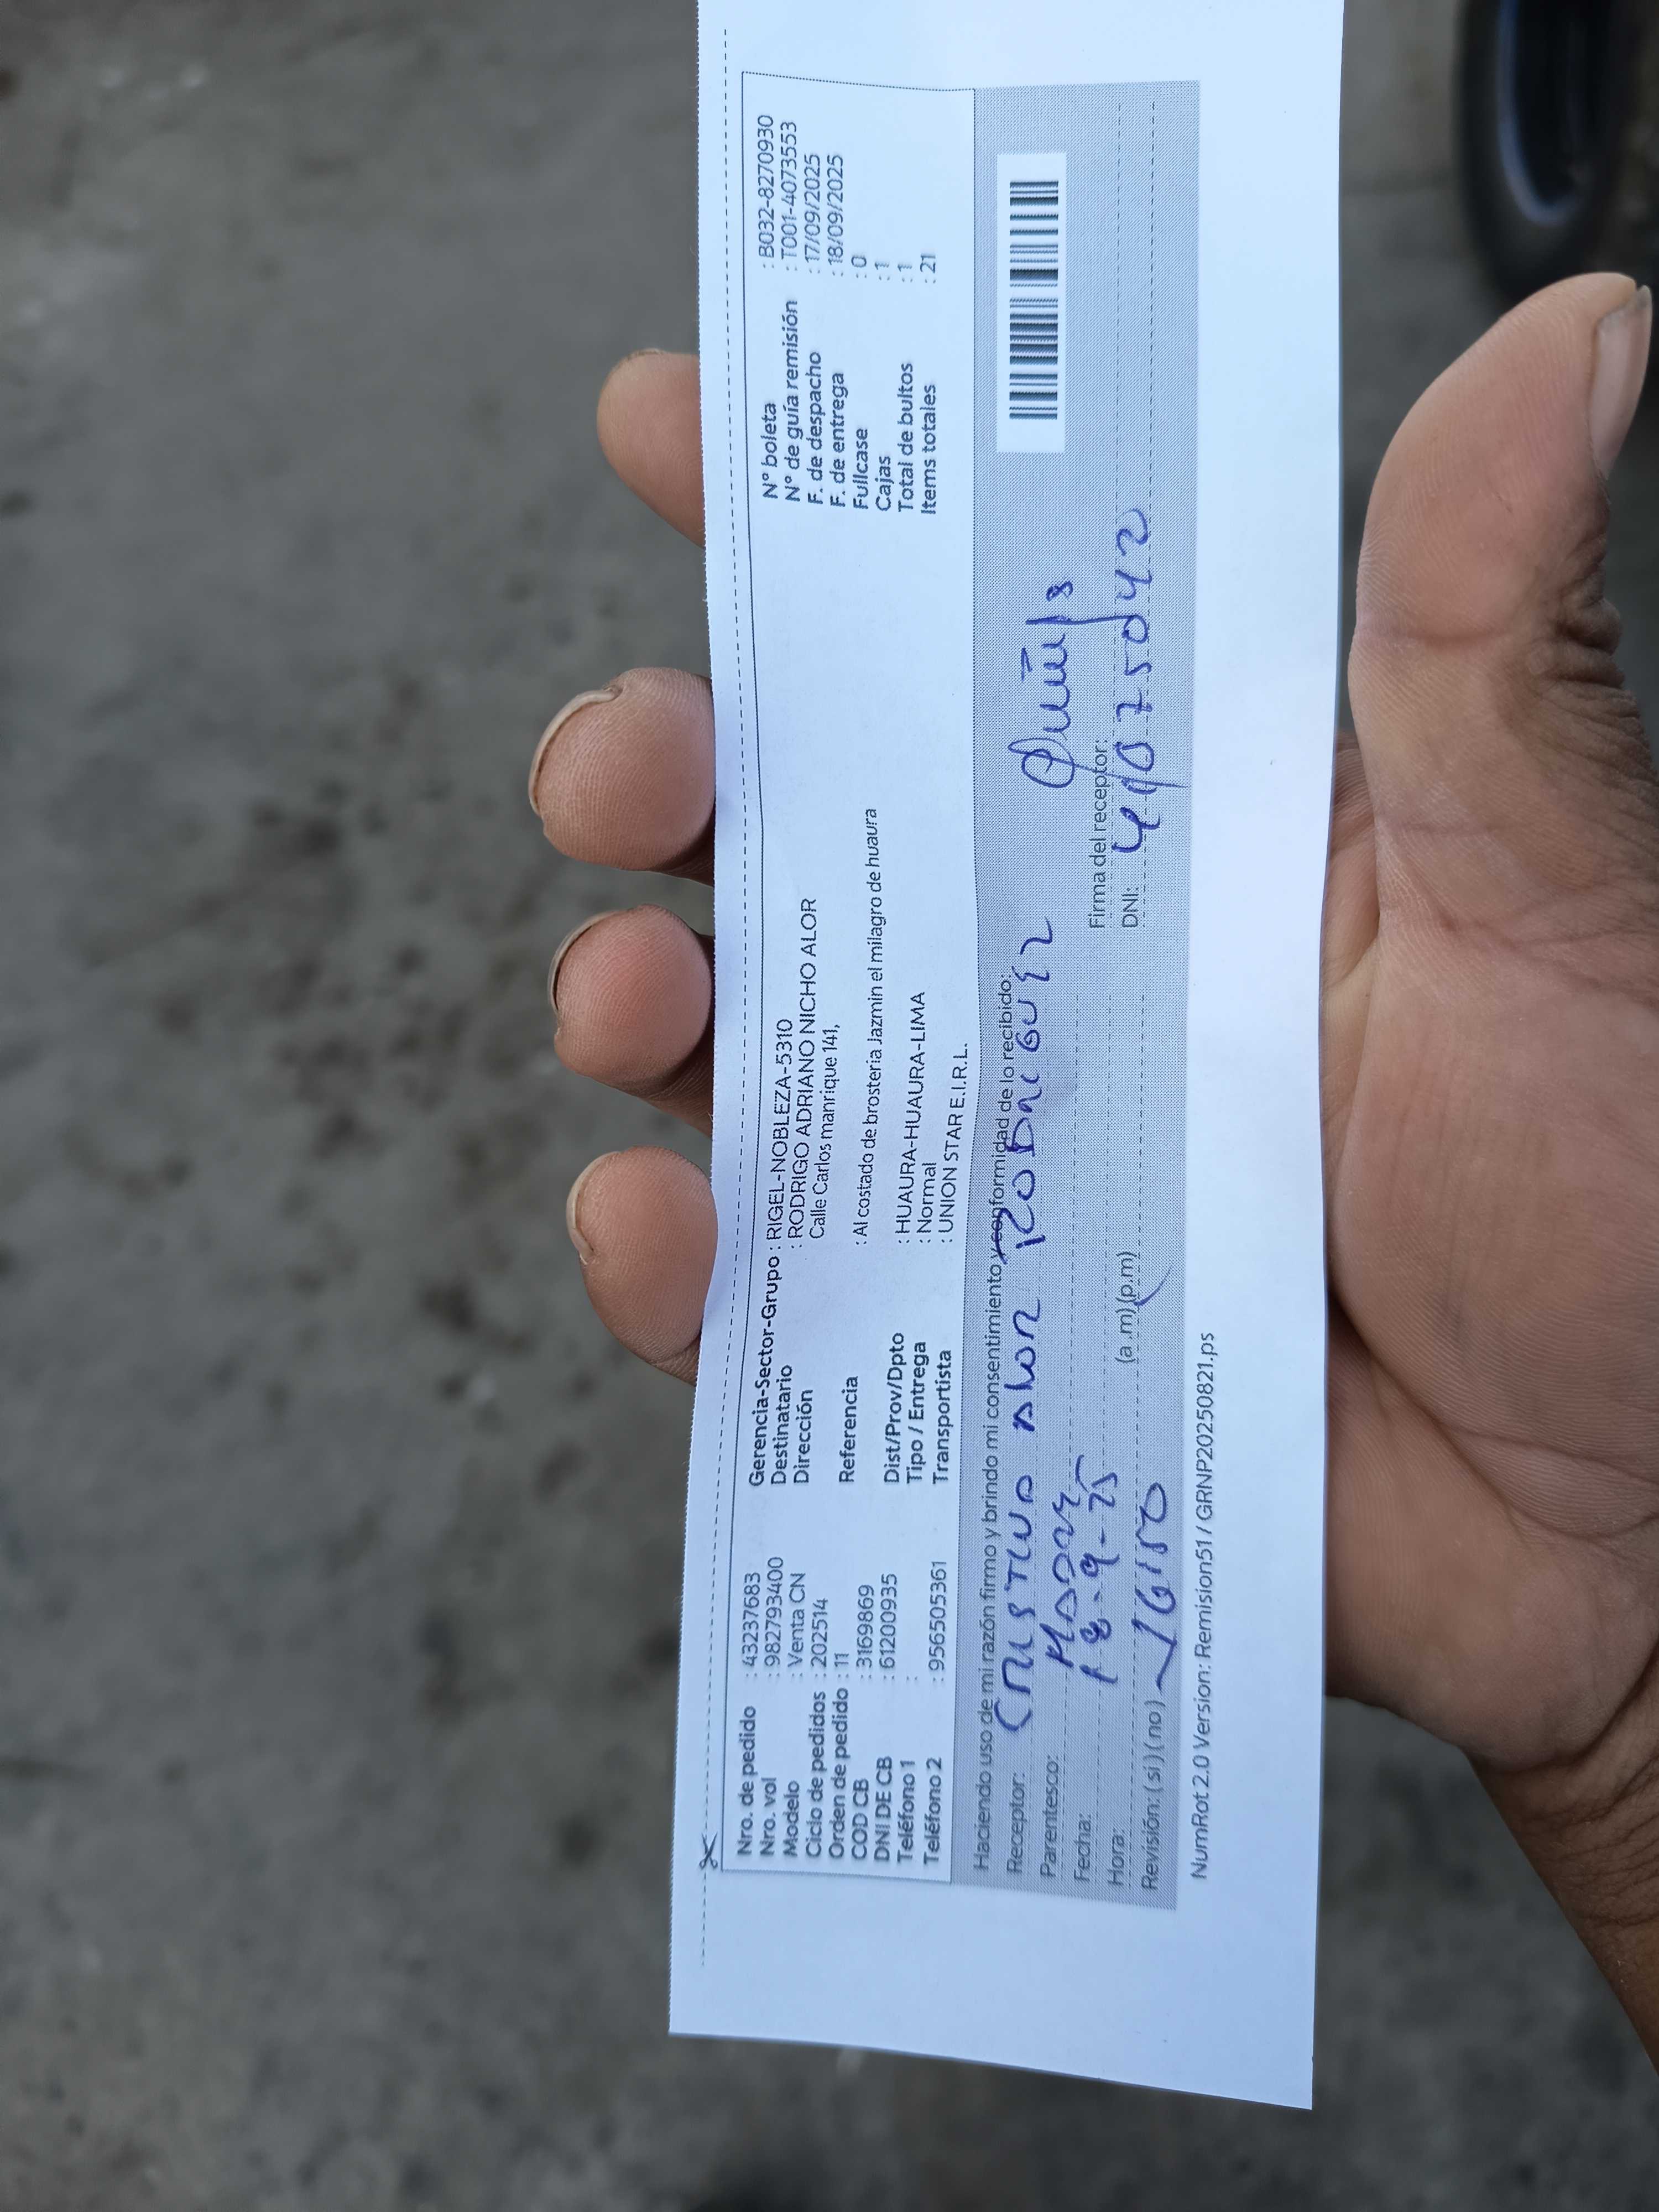 Nro. de pedido : 43237683
Nro. vol : 982793400
Modelo : Venta CN
Ciclo de pedidos : 202514
Orden de pedido : 11
COD CB : 3169869
DNI DE CB : 61200935
Teléfono 1 :
Teléfono 2 : 956505361
Gerencia-Sector-Grupo : RIGEL-NOBLEZA-5310
Destinatario : RODRIGO ADRIANO NICHO ALOR
Dirección Calle Carlos manrique 141,
Referencia : Al costado de brosteria Jazmin el milagro de huaura
Dist/Prov/Dpto : HUAURA-HUAURA-LIMA
Tipo / Entrega : Normal
Transportista : UNION STAR E.I.R.L.
N° boleta : B032-8270930
N° de guía remisión : T001-4073553
F. de despacho : 17/09/2025
F. de entrega : 18/09/2025
Fullcase : 0
Cajas : 1
Total de bultos : 1
Items totales : 21
Haciendo uso de mi razón firmo y brindo mi consentimiento y conformidad de lo recibido:
Receptor: Alor
Parentesco: Madre
Fecha: 18-9-25
Hora: (a.m)(p.m)
Revisión: (si)(no)
Firma del receptor:
DNI:
NumRot 2.0 Version: Remision51 / GRNP20250821.ps